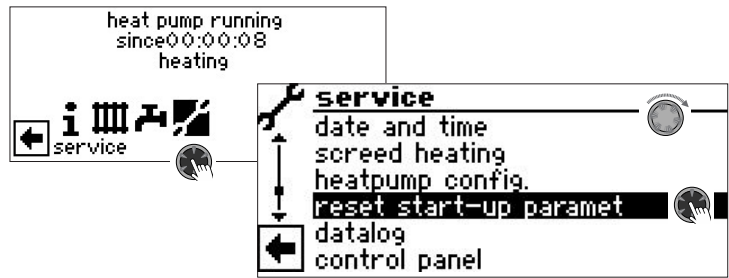 heat pump running
since00:00:08
heating
service
service
date and time
screed heating
heatpump config.
reset start-up paramet
datalog
control panel